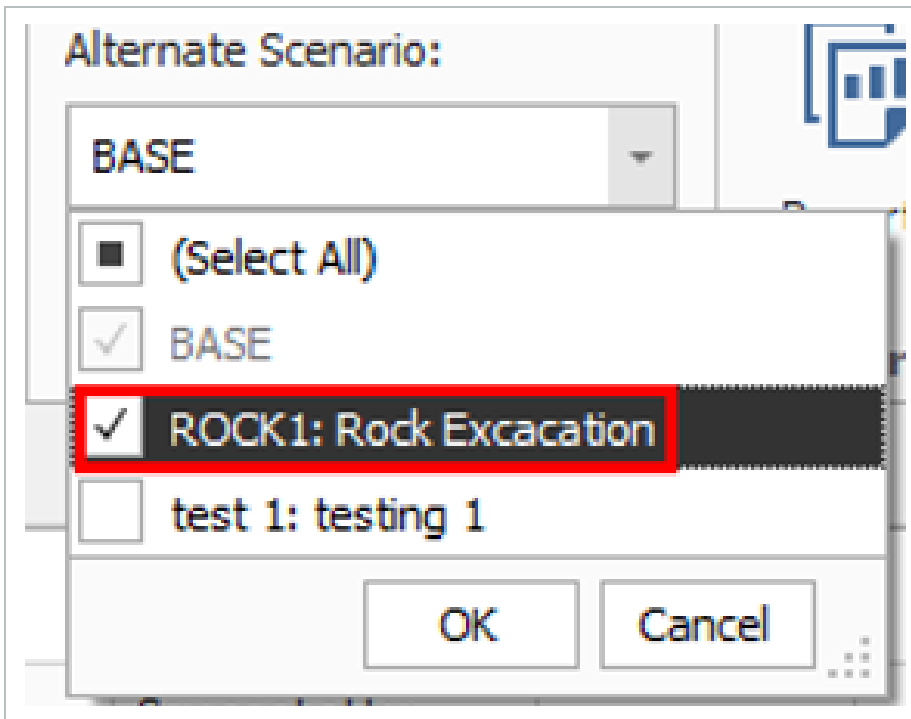 Alternate Scenario:
BASE
(Select All)
BASE
ROCK1: Rock Excacation
test 1: testing 1
OK
Cancel